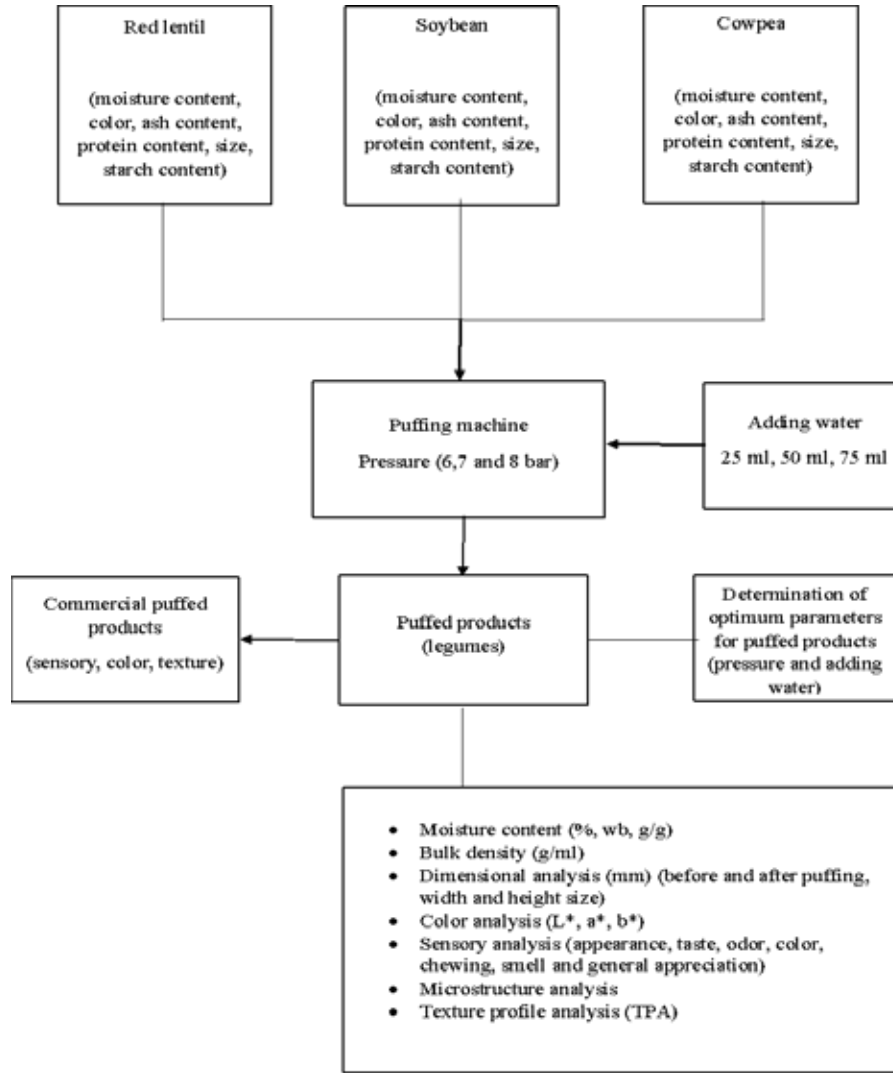 Red lentil
(moisture content,
color, ash content,
protein content, size,
starch content)
Soybean
(moisture content,
color, ash content,
protein content, size,
starch content)
Cowpea
(moisture content,
color, ash content,
protein content, size,
starch content)
Puffing machine
Pressure (6,7 and 8 bar)
Adding water
25 ml, 50 ml, 75 ml
Commercial puffed
products
(sensory, color, texture)
Puffed products
(legumes)
Determination of
optimum parameters
for puffed products
(pressure and adding
water)
• Moisture content (%, wb, g/g)
• Bulk density (g/ml)
• Dimensional analysis (mm) (before and after puffing,
width and height size)
• Color analysis (L*, a*, b*)
• Sensory analysis (appearance, taste, odor, color,
chewing, smell and general appreciation)
• Microstructure analysis
• Texture profile analysis (TPA)